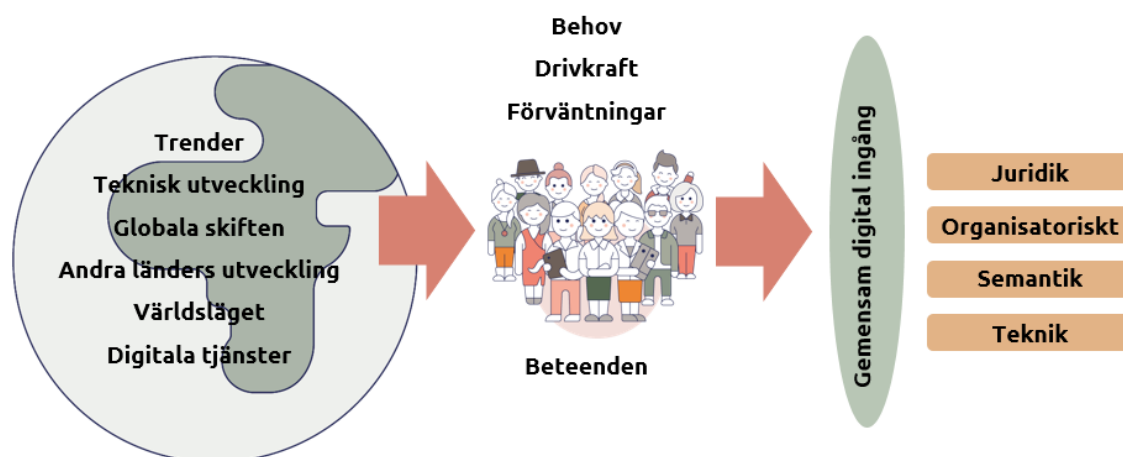 Trender
Teknisk utveckling
Globala skiften
Andra länders utveckling
Världsläget
Digitala tjänster
Behov
Drivkraft
Förväntningar
Beteenden
Gemensam digital ingång
Juridik
Organisatoriskt
Semantik
Teknik